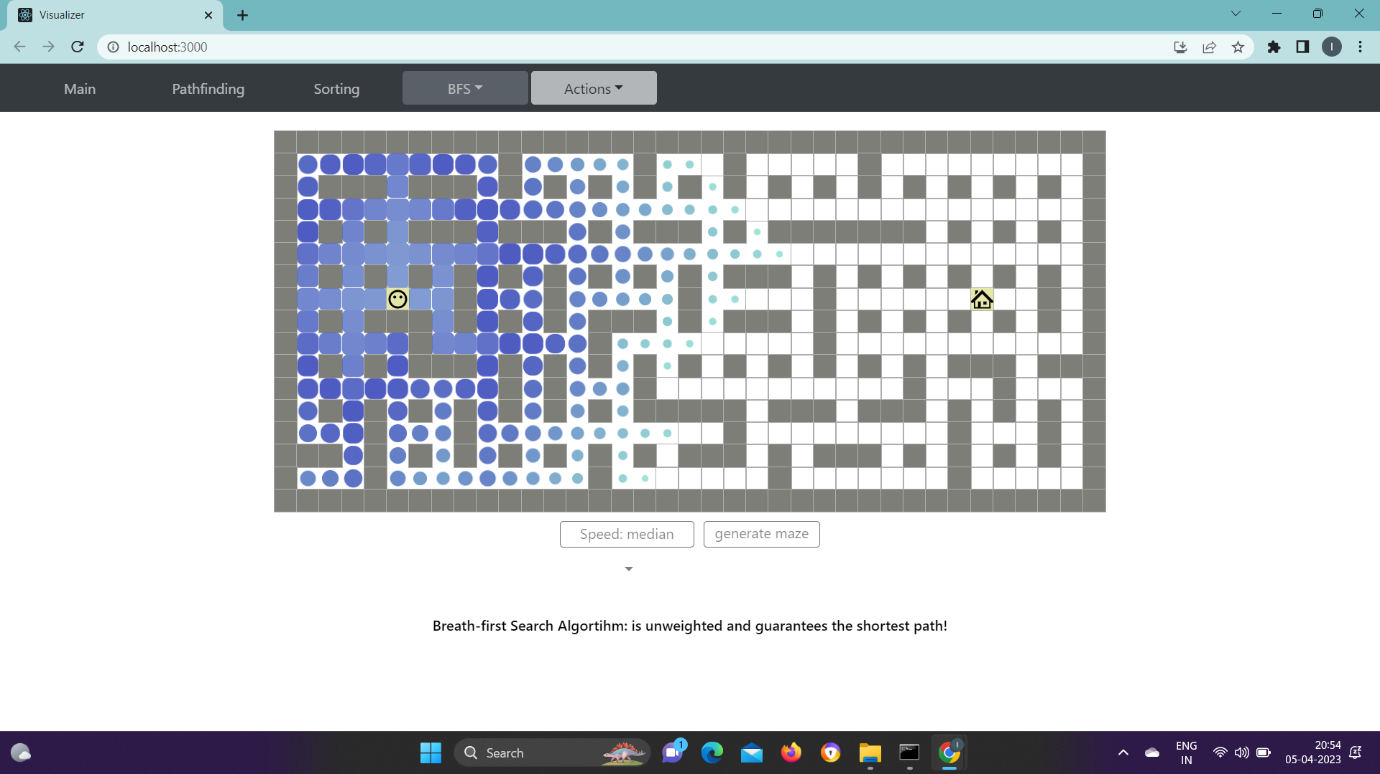 Visualizer
localhost:3000
I
Main
Pathfinding
Sorting
BFS
Actions
Speed: median
generate maze
Breath-first Search Algortihm: is unweighted and guarantees the shortest path!
Search
1
ENG
IN
20:54
05-04-2023